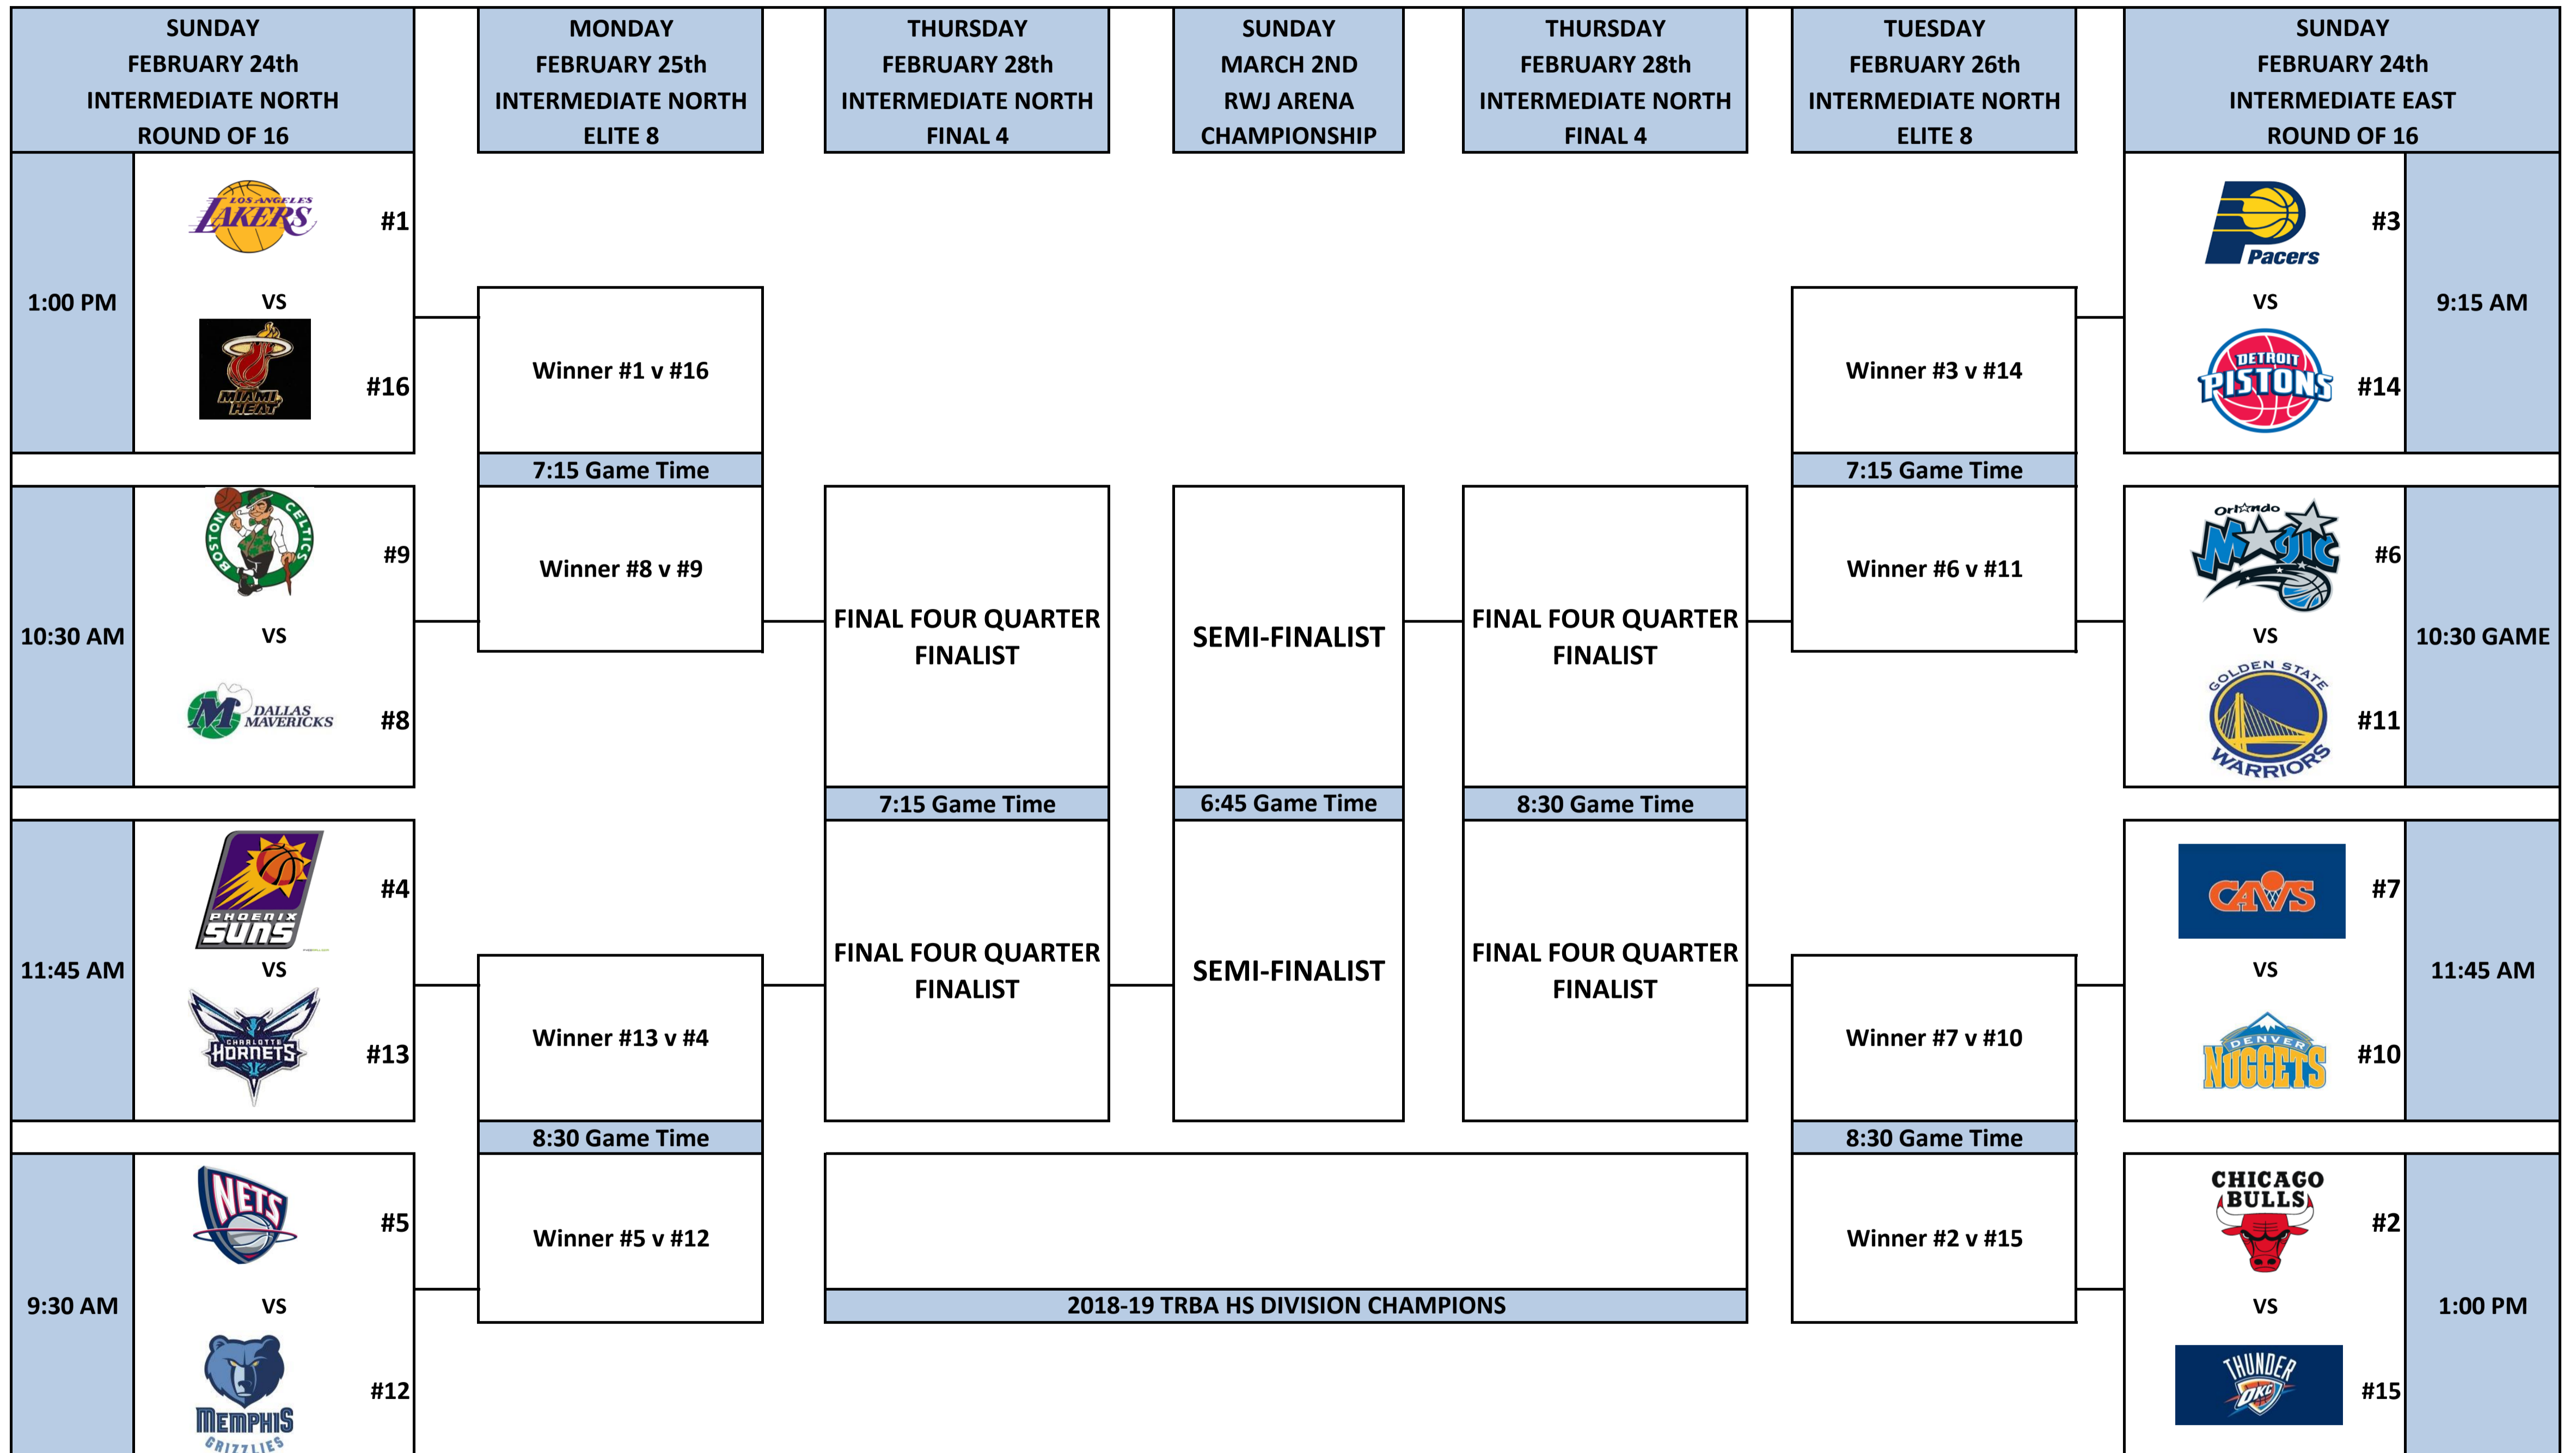 SUNDAY
FEBRUARY 24th
INTERMEDIATE NORTH
ROUND OF 16
MONDAY
FEBRUARY 25th
INTERMEDIATE NORTH
ELITE 8
THURSDAY
FEBRUARY 28th
INTERMEDIATE NORTH
FINAL 4
SUNDAY
MARCH 2ND
RWJ ARENA
CHAMPIONSHIP
THURSDAY
FEBRUARY 28th
INTERMEDIATE NORTH
FINAL 4
TUESDAY
FEBRUARY 26th
INTERMEDIATE NORTH
ELITE 8
SUNDAY
FEBRUARY 24th
INTERMEDIATE EAST
ROUND OF 16
1:00 PM
LOS ANGELES
LAKERS
#1
VS
MIAMI
HEAT
#16
10:30 AM
BOSTON CELTICS
#9
VS
M DALLAS
MAVERICKS
#8
11:45 AM
PHOENIX
SUNS
#4
VS
CHARLOTTE
HORNETS
#13
9:30 AM
NETS
#5
VS
MEMPHIS
GRIZZLIES
#12
Winner #1 v #16
7:15 Game Time
Winner #8 v #9
Winner #13 v #4
8:30 Game Time
Winner #5 v #12
FINAL FOUR QUARTER
FINALIST
7:15 Game Time
FINAL FOUR QUARTER
FINALIST
SEMI-FINALIST
6:45 Game Time
SEMI-FINALIST
FINAL FOUR QUARTER
FINALIST
8:30 Game Time
FINAL FOUR QUARTER
FINALIST
2018-19 TRBA HS DIVISION CHAMPIONS
Winner #3 v #14
7:15 Game Time
Winner #6 v #11
Winner #7 v #10
8:30 Game Time
Winner #2 v #15
Pacers
#3
VS
DETROIT
PISTONS
#14
9:15 AM
Orlando
Magic
#6
VS
GOLDEN STATE
WARRIORS
#11
10:30 GAME
CAVS
#7
VS
DENVER
NUGGETS
#10
11:45 AM
CHICAGO
BULLS
#2
VS
THUNDER
OKC
#15
1:00 PM